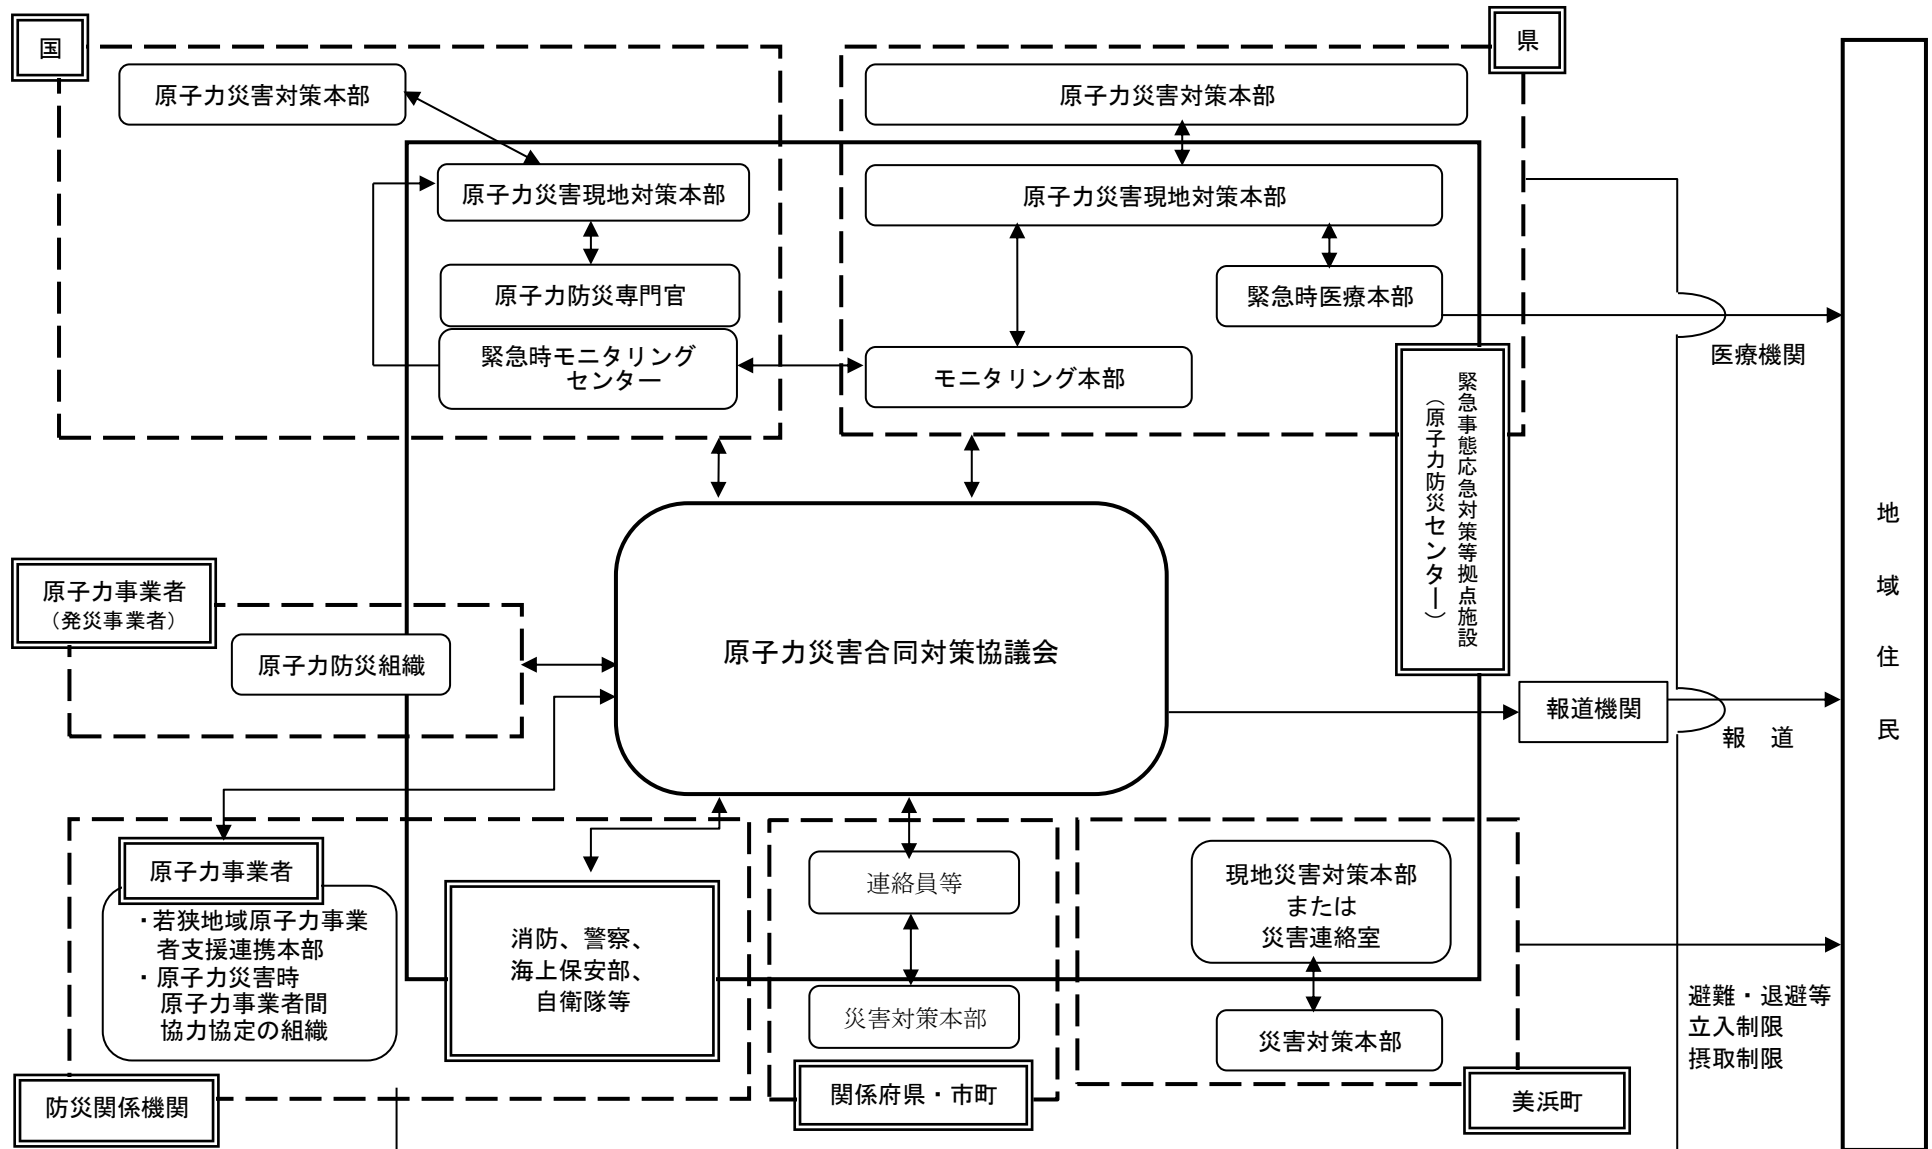 国
県
原子力災害対策本部
原子力災害対策本部
原子力災害現地対策本部
原子力災害現地対策本部
原子力防災専門官
緊急時医療本部
緊急時モニタリング
センター
モニタリング本部
医療機関
緊急事態応急対策等拠点施設
（原子力防災センター）
地域住民
原子力事業者
（発災事業者）
原子力防災組織
原子力災害合同対策協議会
報道機関
報　道
原子力事業者
・若狭地域原子力事業
者支援連携本部
・原子力災害時
原子力事業者間
協力協定の組織
消防、警察、
海上保安部、
自衛隊等
連絡員等
災害対策本部
現地災害対策本部
または
災害連絡室
災害対策本部
避難・退避等
立入制限
摂取制限
防災関係機関
関係府県・市町
美浜町